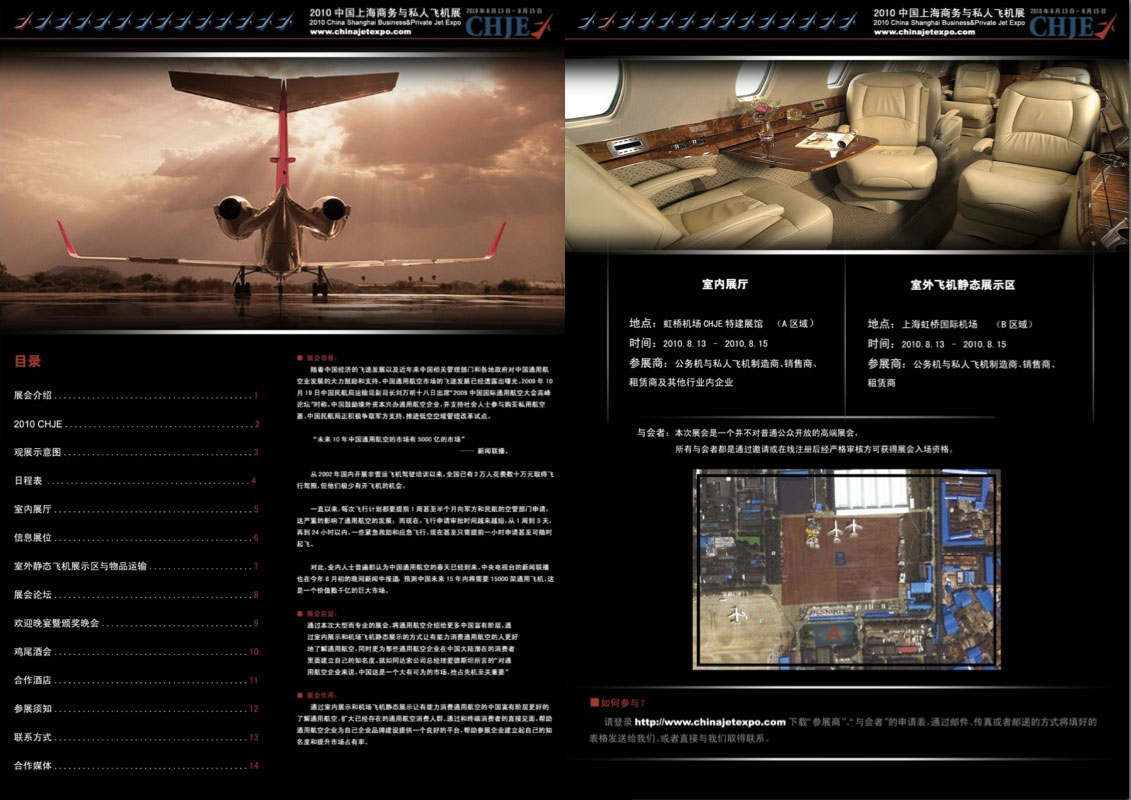 2010 中国上海商务与私人飞机展
2010 China Shanghai Business&Private Jet Expo
www.chinajetexpo.com
2010年8月13日－8月15日
CHJE
目录
展会介绍 1
2010 CHJE 2
观展示意图 3
日程表 4
室内展厅 5
信息展位 6
室外静态飞机展示区与物品运输 7
展会论坛 8
欢迎晚宴暨颁奖晚会 9
鸡尾酒会 10
合作酒店 11
参展须知 12
联系方式 13
合作媒体 14
■ 展会背景:
随着中国经济的飞速发展以及近年来中国相关管理部门和各地政府对中国通用航
空业发展的大力鼓励和支持,中国通用航空市场的飞速发展已经透露出曙光。2009 年 10
月 19 日中国民航局运输司副司长刘万明十八日出席"2009 中国国际通用航空大会高峰
论坛"时称,中国鼓励境外资本兴办通用航空企业,并支持社会人士参与购买私用航空
器,中国民航局正积极争取军方支持,推进低空空域管理改革试点。
"未来 10 年中国通用航空的市场有 5000 亿的市场"
—— 新闻联播。
从 2002 年国内开展非营运飞机驾驶培训以来,全国已有 2 万人花费数十万元取得飞
行驾照,但他们极少有开飞机的机会。
一直以来,每次飞行计划都要提前 1 周甚至半个月向军方和民航的空管部门申请,
这严重的影响了通用航空的发展; 而现在,飞行申请审批时间越来越短,从 1 周到 3 天,
再到 24 小时以内,一些紧急救助和应急飞行,现在甚至只需提前一小时申请甚至可随时
起飞。
对此,业内人士普遍都认为中国通用航空的春天已经到来,中央电视台的新闻联播
也在今年 6 月初的晚间新闻中报道: 预测中国未来 15 年内将需要 15000 架通用飞机,这
是一个价值数千亿的巨大市场。
■ 展会宗旨:
通过本次大型而专业的展会,将通用航空介绍给更多中国富有阶层,通
过室内展示和机场飞机静态展示的方式让有能力消费通用航空的人更好
地了解通用航空,同时更为那些通用航空企业在中国大陆潜在的消费者
里面建立自己的知名度,就如同达索公司总经理爱德斯坦所言的"对通
用航空企业来说,中国这是一个大有可为的市场,抢占先机至关重要"
■ 展会作用:
通过室内展示和机场飞机静态展示让有能力消费通用航空的中国富有阶层更好的
了解通用航空,扩大已经存在的通用航空消费人群,通过和终端消费者的直接见面,帮助
通用航空企业为自己企业品牌建设提供一个良好的平台,帮助参展企业建立起自己的知
名度和提升市场占有率。
2010 中国上海商务与私人飞机展
2010 China Shanghai Business&Private Jet Expo
www.chinajetexpo.com
2010年8月13日－8月15日
CHJE
室内展厅
地点: 虹桥机场 CHJE 特建展馆 （A 区域）
时间: 2010.8.13 – 2010.8.15
参展商: 公务机与私人飞机制造商、销售商、
租赁商及其他行业内企业
室外飞机静态展示区
地点: 上海虹桥国际机场 （B 区域）
时间: 2010.8.13 – 2010.8.15
参展商: 公务机与私人飞机制造商、销售商、
租赁商
与会者: 本次展会是一个并不对普通公众开放的高端展会,
所有与会者都是通过邀请或在线注册后经严格审核方可获得展会入场资格。
B
A
■如何参与?
请登录 http://www.chinajetexpo.com 下载"参展商"、"与会者"的申请表,通过邮件、传真或者邮递的方式将填好的
表格发送给我们,或者直接与我们取得联系。